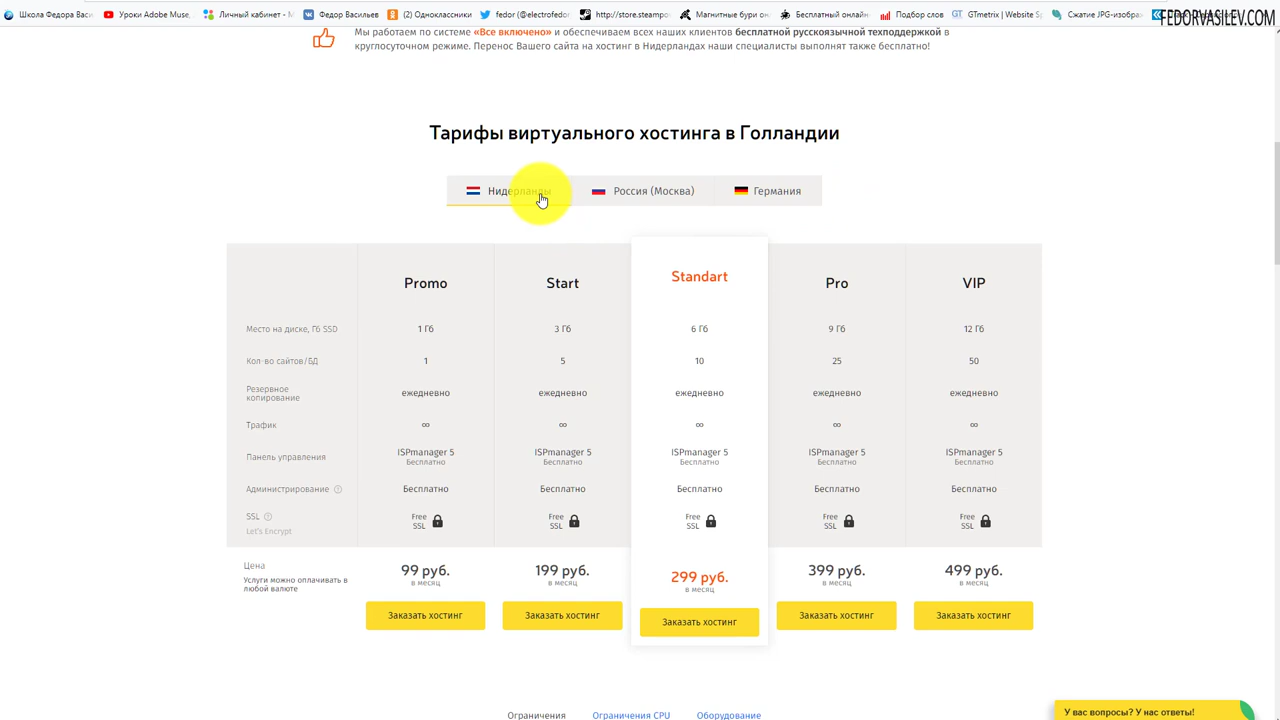 Школа Федора Васи
Уроки Adobe Muse,
Личный кабинет - М
Федор Васильев
(2) Одноклассники
fedor (@electrofedor
http://store.steampo
Магнитные бури он
Бесплатный онлайн
Подбор слов
GTmetrix | Website Sp
Сжатие JPG-изобра
FEDORVASILEV.COM
Мы работаем по системе «Все включено» и обеспечиваем всех наших клиентов бесплатной русскоязычной техподдержкой в
круглосуточном режиме. Перенос Вашего сайта на хостинг в Нидерландах наши специалисты выполнят также бесплатно!
Тарифы виртуального хостинга в Голландии
Нидерланды
Россия (Москва)
Германия
Promo
Start
Standart
Pro
VIP
Место на диске, Гб SSD
1 Гб
3 Гб
6 Гб
9 Гб
12 Гб
Кол-во сайтов/БД
1
5
10
25
50
Резервное
копирование
ежедневно
ежедневно
ежедневно
ежедневно
ежедневно
Трафик
∞
∞
∞
∞
∞
Панель управления
ISPmanager 5
Бесплатно
ISPmanager 5
Бесплатно
ISPmanager 5
Бесплатно
ISPmanager 5
Бесплатно
ISPmanager 5
Бесплатно
Администрирование
Бесплатно
Бесплатно
Бесплатно
Бесплатно
Бесплатно
SSL
Let's Encrypt
Free
SSL
Free
SSL
Free
SSL
Free
SSL
Free
SSL
Цена
Услуги можно оплачивать в
любой валюте
99 руб.
в месяц
199 руб.
в месяц
299 руб.
в месяц
399 руб.
в месяц
499 руб.
в месяц
Заказать хостинг
Заказать хостинг
Заказать хостинг
Заказать хостинг
Заказать хостинг
Ограничения
Ограничения CPU
Оборудование
У вас вопросы? У нас ответы!